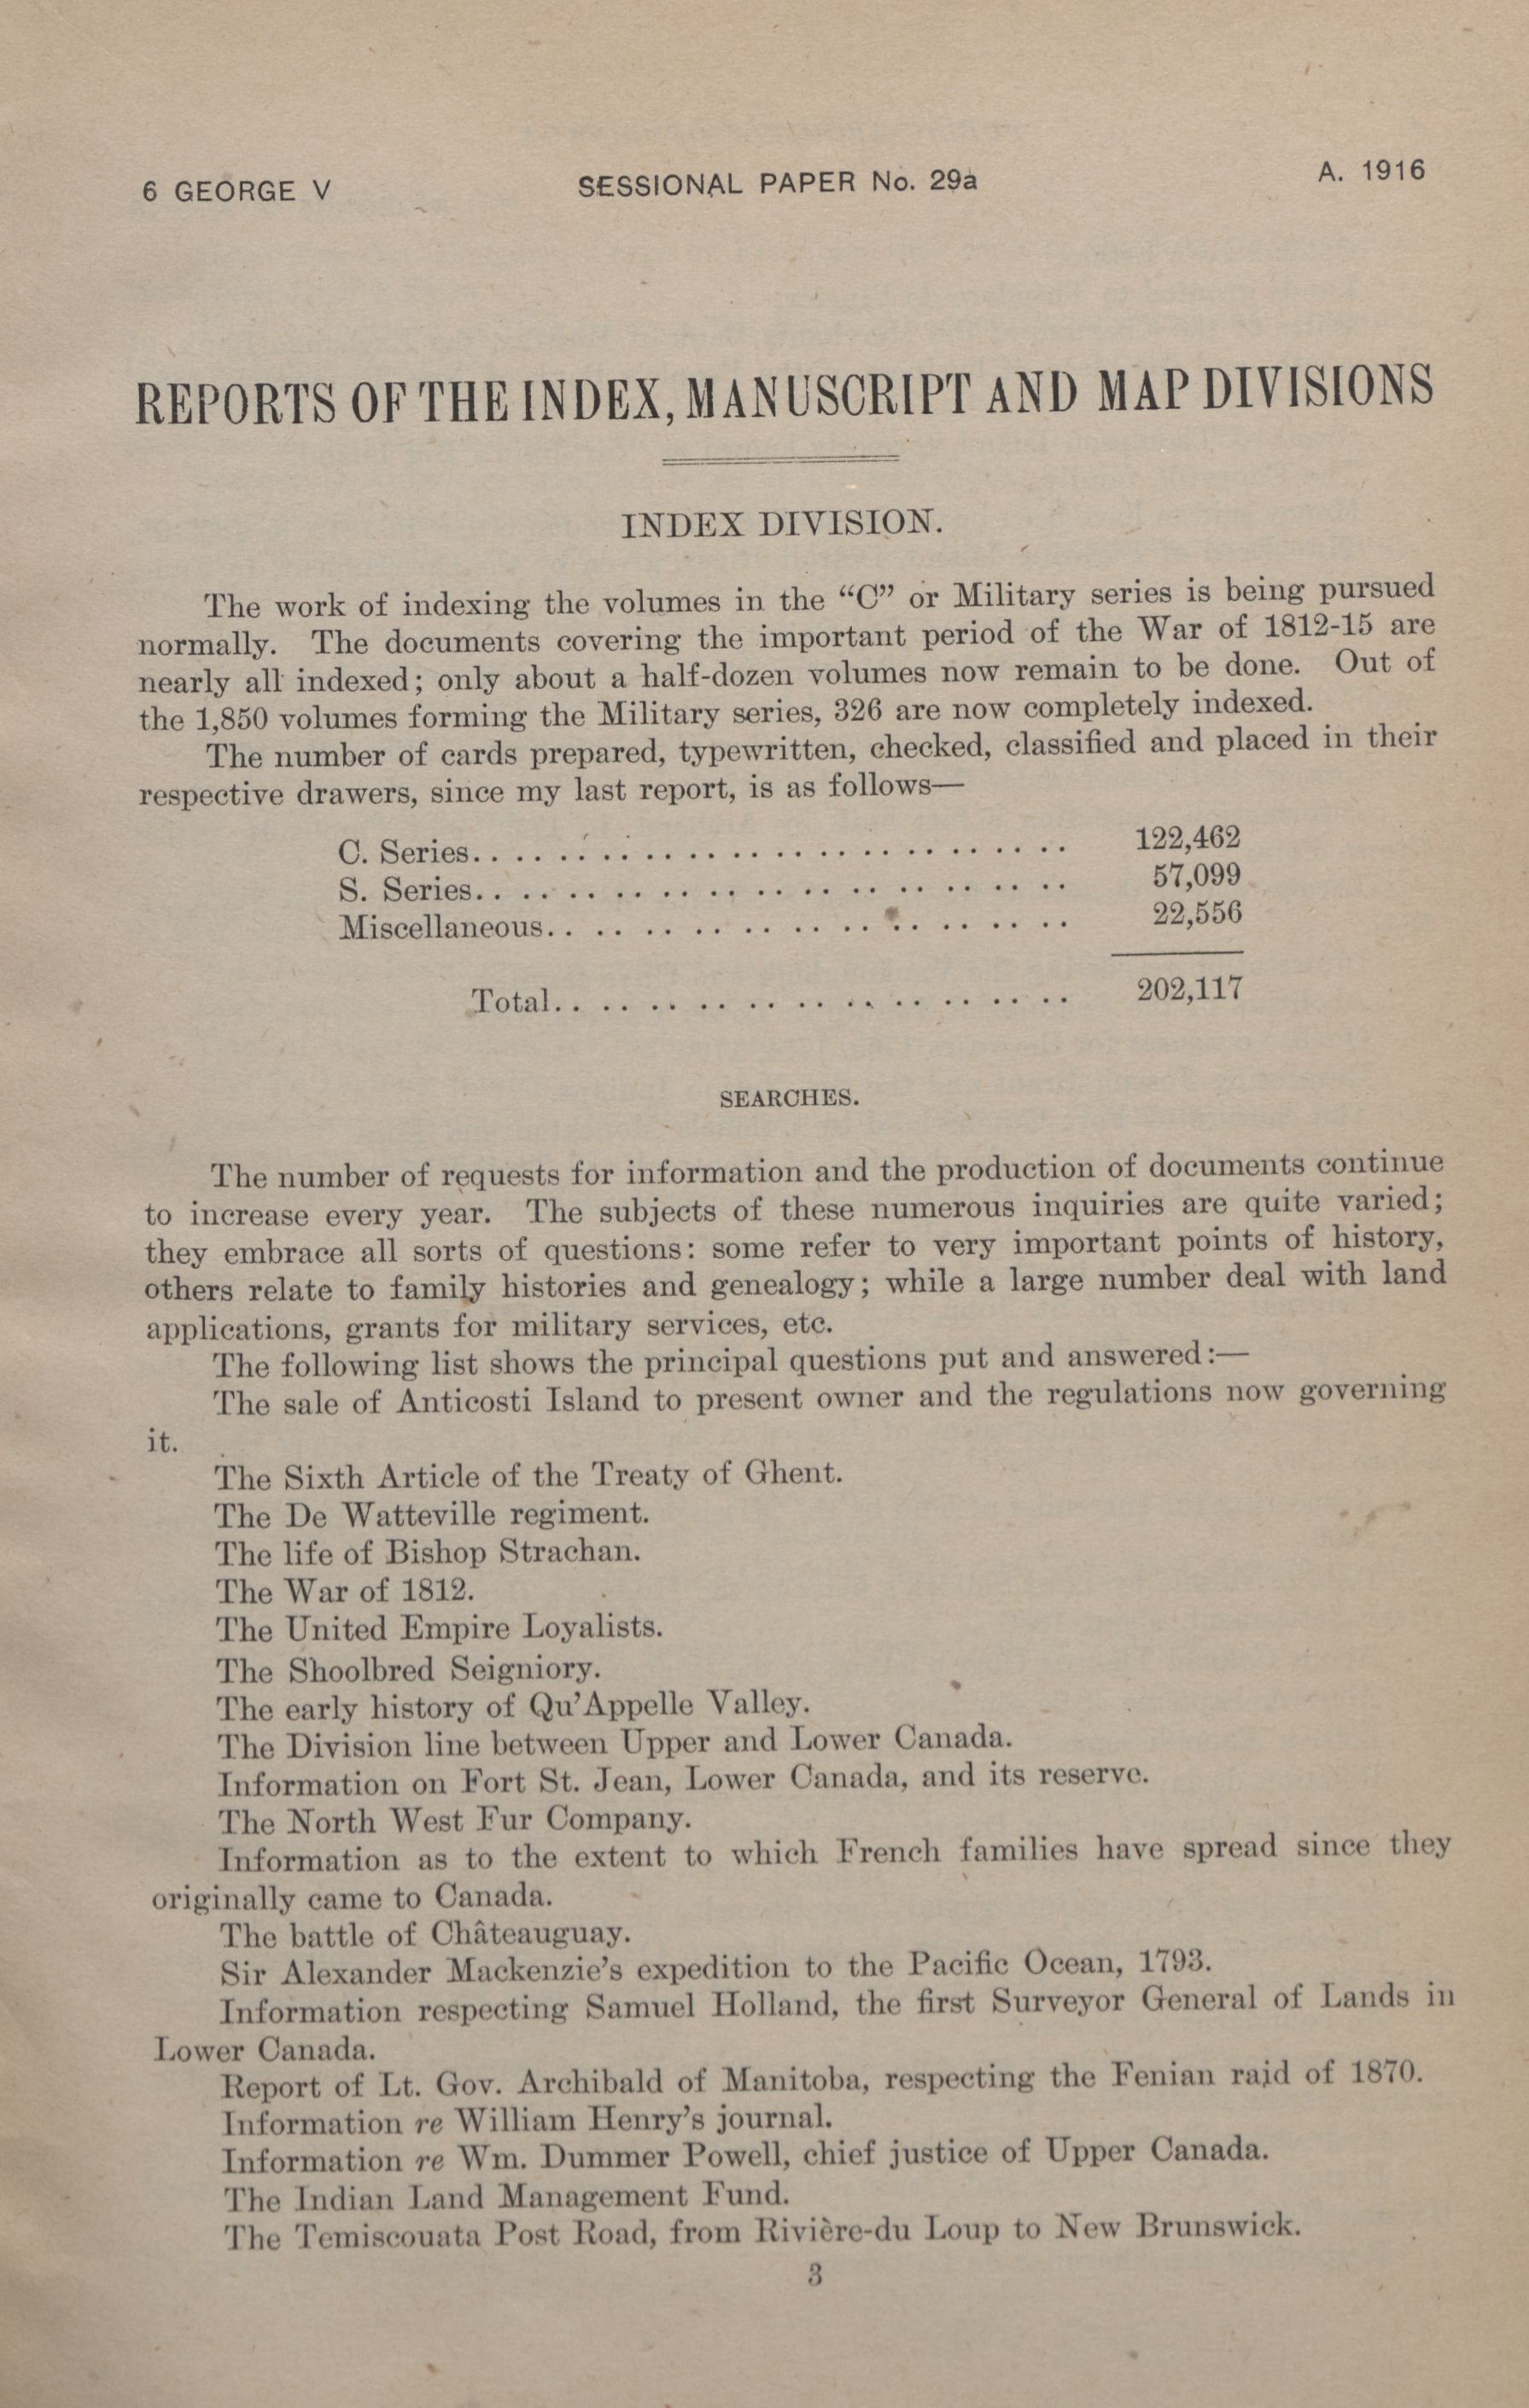 6 GEORGE V SESSIONAL PAPER No. 29a A. 1916
REPORTS OF THE INDEX, MANUSCRIPT AND MAP DIVISIONS
INDEX DIVISION.
The work of indexing the volumes in the “C” or Military series is being pursued
normally. The documents covering the important period of the War of 1812-15 are
nearly all indexed; only about a half-dozen volumes now remain to be done. Out of
the 1,850 volumes forming the Military series, 326 are now completely indexed.
The number of cards prepared, typewritten, checked, classified and placed in their
respective drawers, since my last report, is as follows—
C. Series. . . . . . . . . . . . . . . . . . . . . . . . . . . . 122,462
S. Series. . . . . . . . . . . . . . . . . . . . . . . . . . . . 57,099
Miscellaneous. . . . . . . . . . . . . . . . . . . . . . . . 22,556
Total. . . . . . . . . . . . . . . . . . . . . . . . 202,117
SEARCHES.
The number of requests for information and the production of documents continue
to increase every year. The subjects of these numerous inquiries are quite varied;
they embrace all sorts of questions: some refer to very important points of history,
others relate to family histories and genealogy; while a large number deal with land
applications, grants for military services, etc.
The following list shows the principal questions put and answered:—
The sale of Anticosti Island to present owner and the regulations now governing
it.
The Sixth Article of the Treaty of Ghent.
The De Watteville regiment.
The life of Bishop Strachan.
The War of 1812.
The United Empire Loyalists.
The Shoolbred Seigniory.
The early history of Qu’Appelle Valley.
The Division line between Upper and Lower Canada.
Information on Fort St. Jean, Lower Canada, and its reserve.
The North West Fur Company.
Information as to the extent to which French families have spread since they
originally came to Canada.
The battle of Châteauguay.
Sir Alexander Mackenzie’s expedition to the Pacific Ocean, 1793.
Information respecting Samuel Holland, the first Surveyor General of Lands in
Lower Canada.
Report of Lt. Gov. Archibald of Manitoba, respecting the Fenian raid of 1870.
Information re William Henry’s journal.
Information re Wm. Dummer Powell, chief justice of Upper Canada.
The Indian Land Management Fund.
The Temiscouata Post Road, from Rivière-du Loup to New Brunswick.
3